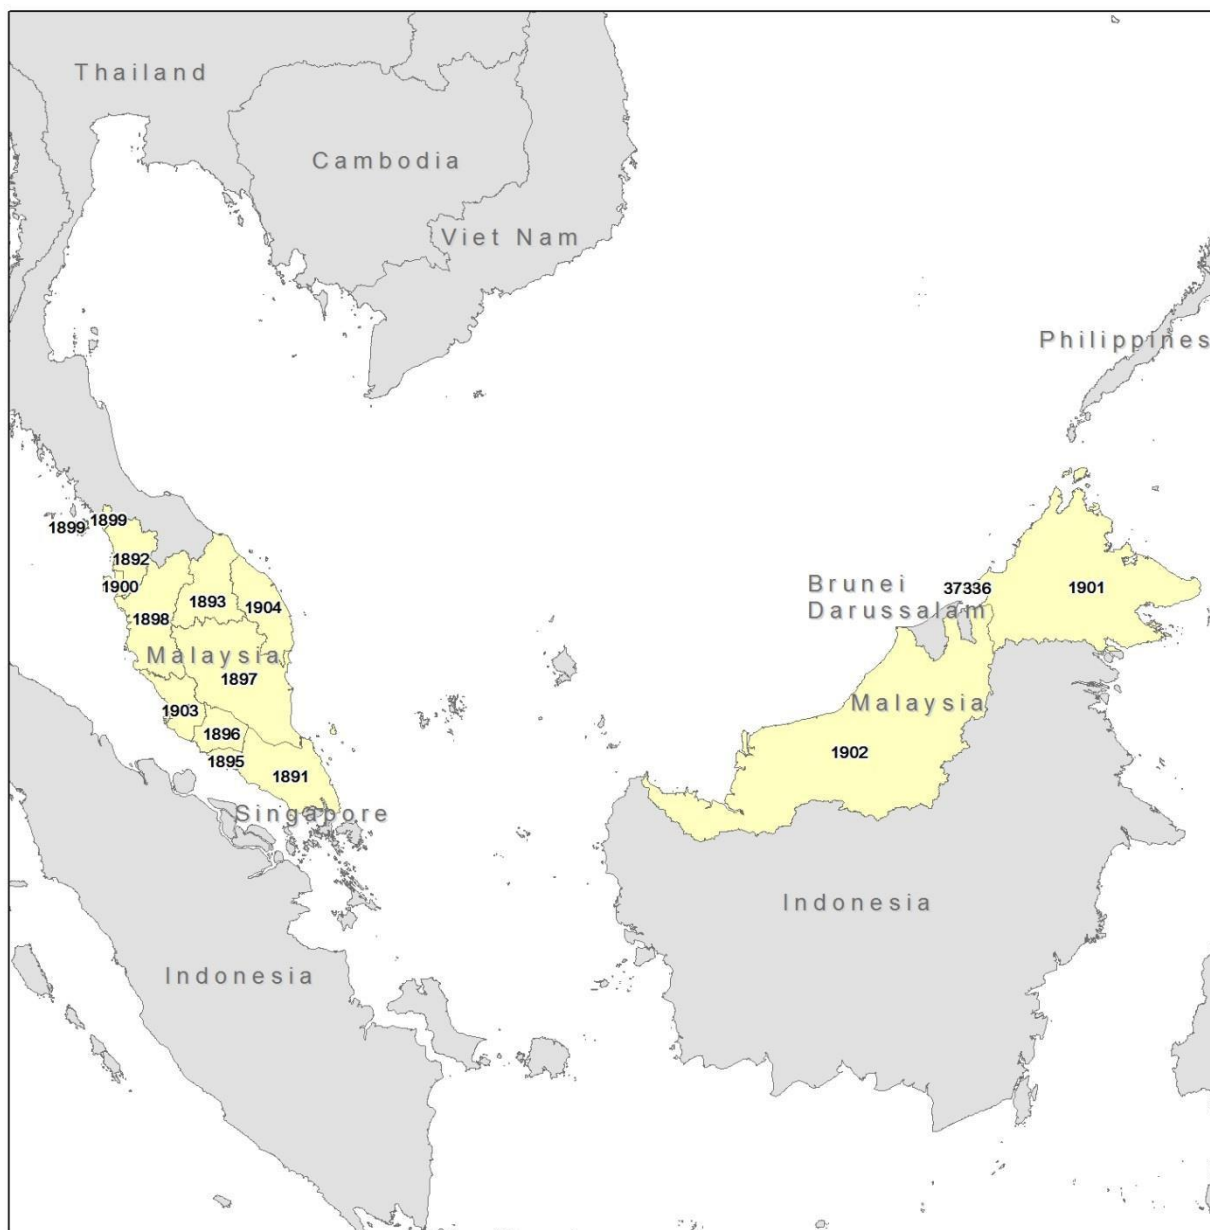 Thailand
Cambodia
Viet Nam
Philippines
1899
1899
1892
1900
1893
1904
1898
Malaysia
1897
1903
1896
1895
1891
Singapore
Brunei
Darussalam
37336
1901
Malaysia
1902
Indonesia
Indonesia